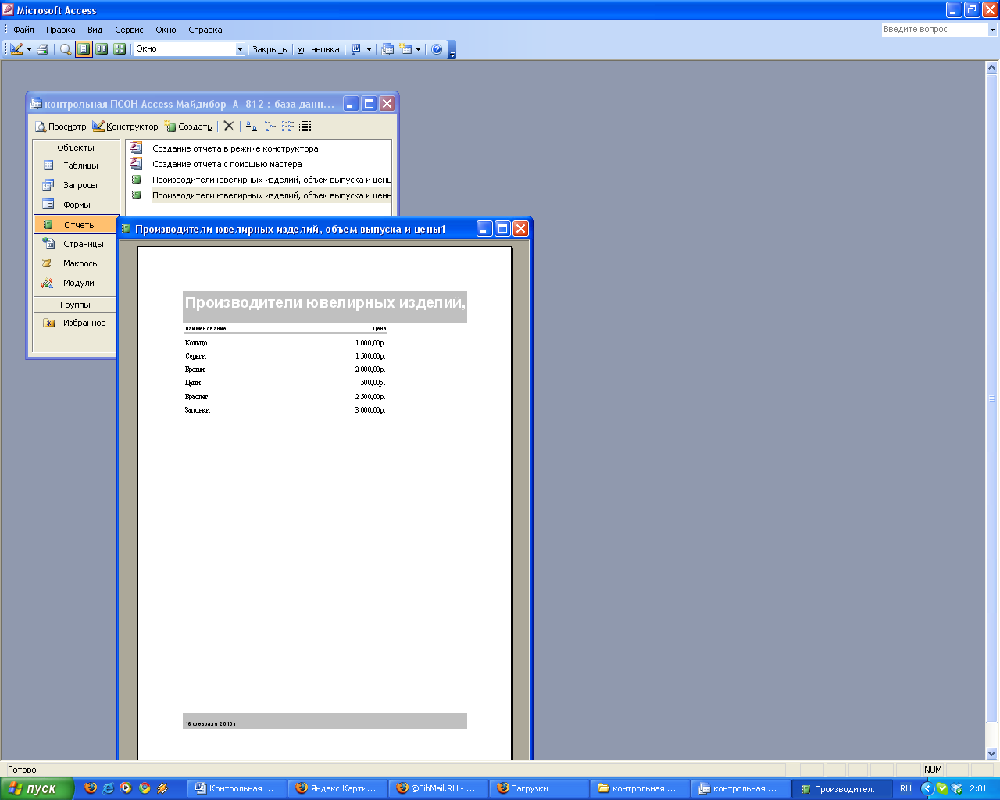 Microsoft Access
Файл Правка Вид Сервис Окно Справка
Введите вопрос
Окно Закрыть Установка
контрольная ПСОН Access Майдибор_А_812 : база данн...
Просмотр Конструктор Создать
Объекты
Таблицы
Запросы
Формы
Отчеты
Страницы
Макросы
Модули
Группы
Избранное
Создание отчета в режиме конструктора
Создание отчета с помощью мастера
Производители ювелирных изделий, объем выпуска и цены
Производители ювелирных изделий, объем выпуска и цены
Производители ювелирных изделий, объем выпуска и цены1
Производители ювелирных изделий,
Наименование Цена
Кольцо 1 000,00р.
Серьги 1 500,00р.
Броши 2 000,00р.
Цепи 500,00р.
Браслет 2 500,00р.
Запонки 3 000,00р.
16 февраля 2010 г.
Готово
NUM
пуск
Контрольная ...
Яндекс.Карти...
@SibMail.RU - ...
Загрузки
контрольная ...
контрольная ...
Производител...
RU
2:01